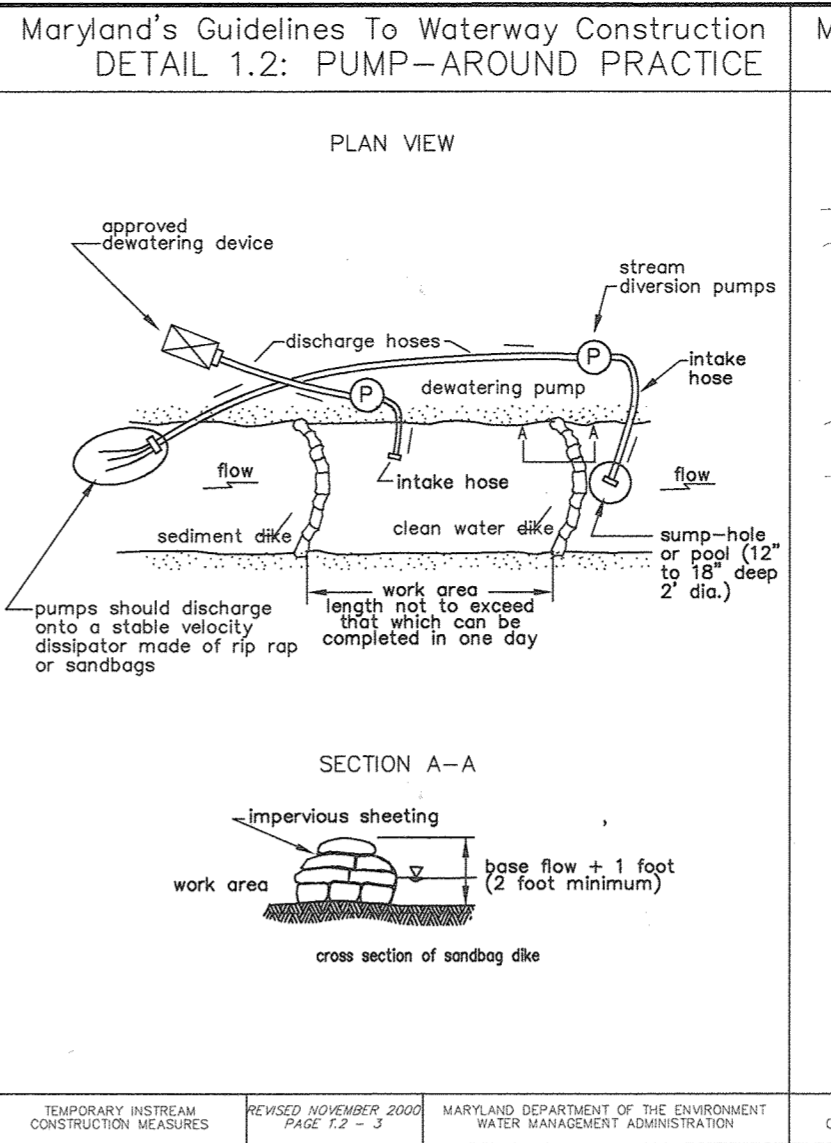 Maryland's Guidelines To Waterway Construction
DETAIL 1.2: PUMP-AROUND PRACTICE
M
PLAN VIEW
approved
dewatering device
stream
diversion pumps
discharge hoses
P
intake
hose
P
dewatering pump
A
A
flow
intake hose
flow
sediment dike
clean water dike
sump-hole
or pool (12"
to 18" deep
2' dia.)
work area
length not to exceed
that which can be
completed in one day
pumps should discharge
onto a stable velocity
dissipator made of rip rap
or sandbags
SECTION A-A
impervious sheeting
work area
base flow + 1 foot
(2 foot minimum)
cross section of sandbag dike
TEMPORARY INSTREAM
CONSTRUCTION MEASURES
REVISED NOVEMBER 2000
PAGE 1.2 - 3
MARYLAND DEPARTMENT OF THE ENVIRONMENT
WATER MANAGEMENT ADMINISTRATION